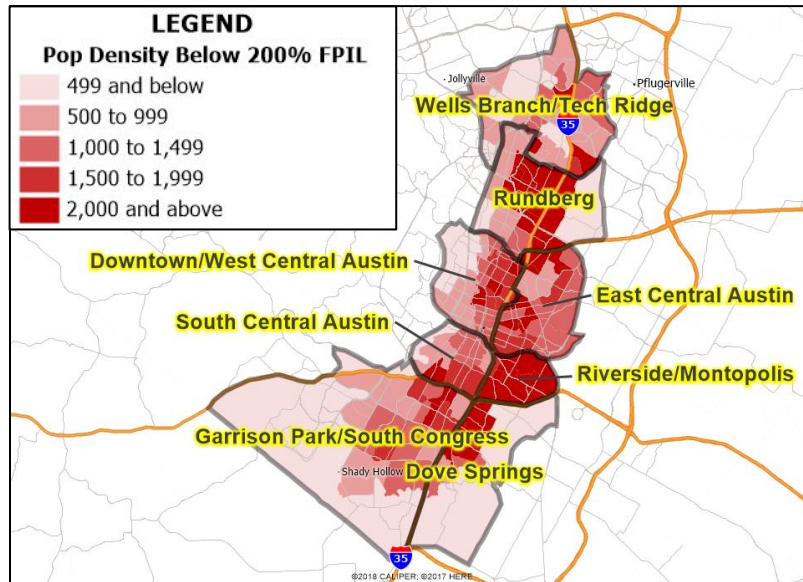 LEGEND
Pop Density Below 200% FPIL
499 and below
500 to 999
1,000 to 1,499
1,500 to 1,999
2,000 and above
Jollyville
Pflugerville
Wells Branch/Tech Ridge
35
Rundberg
Downtown/West Central Austin
East Central Austin
South Central Austin
Riverside/Montopolis
Garrison Park/South Congress
Shady Hollow
Dove Springs
35
©2018 CALIPER; ©2017 HERE